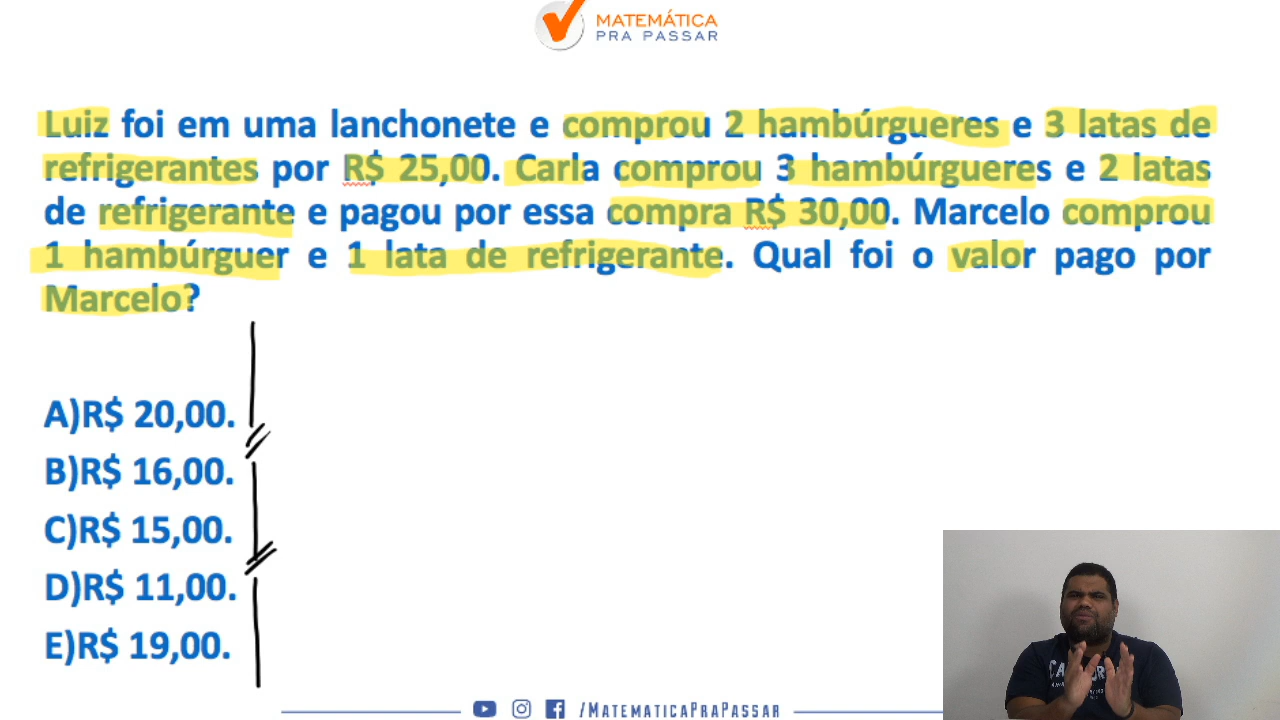 MATEMÁTICA
PRA PASSAR
Luiz foi em uma lanchonete e comprou 2 hambúrgueres e 3 latas de
refrigerantes por R$ 25,00. Carla comprou 3 hambúrgueres e 2 latas
de refrigerante e pagou por essa compra R$ 30,00. Marcelo comprou
1 hambúrguer e 1 lata de refrigerante. Qual foi o valor pago por
Marcelo?
A)R$ 20,00.
B)R$ 16,00.
C)R$ 15,00.
D)R$ 11,00.
E)R$ 19,00.
/MATEMATICAPRAPASSAR